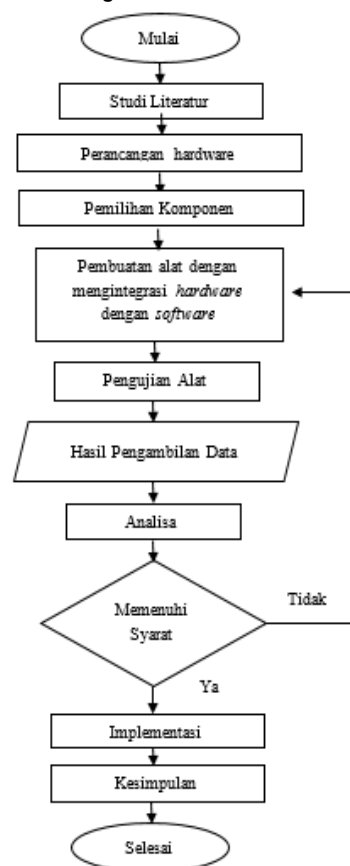 Mulai
Studi Literatur
Perancangan hardware
Pemilihan Komponen
Pembuatan alat dengan
mengintegrasi hardware
dengan software
Pengujian Alat
Hasil Pengambilan Data
Analisa
Memenuhi
Syarat
Tidak
Ya
Implementasi
Kesimpulan
Selesai